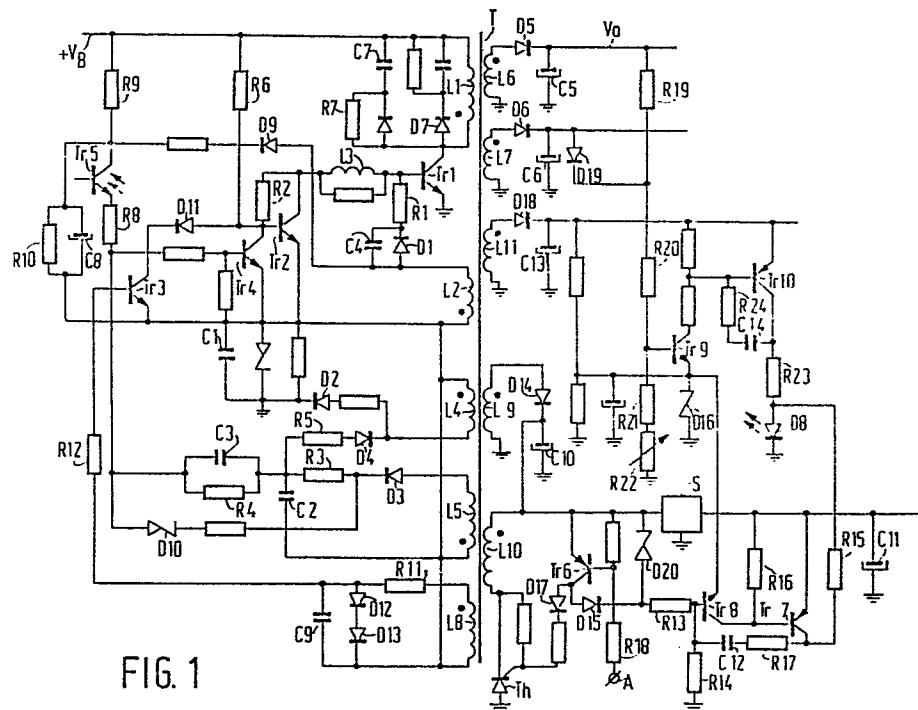 T
+VB
R9
R6
C7
L1
L6
D5
Vo
C5
R19
R7
D7
D6
L7
C6
D19
D9
L3
Tr1
Tr5
R2
R1
D11
R8
Tr2
C4
D1
D18
L11
C13
R20
R10
C8
Tr3
Tr4
L2
Tr10
R24
C14
Tr9
C1
R23
D2
L4
L9
D14
R21
D16
D8
R12
R5
D4
C10
R22
C3
R3
D3
S
R4
C2
L5
L10
R15
D10
Tr6
D20
R16
C11
R11
D17
D15
R13
Tr8
Tr7
C9
D12
D13
L8
R18
C12
R17
R14
Th
A
FIG. 1